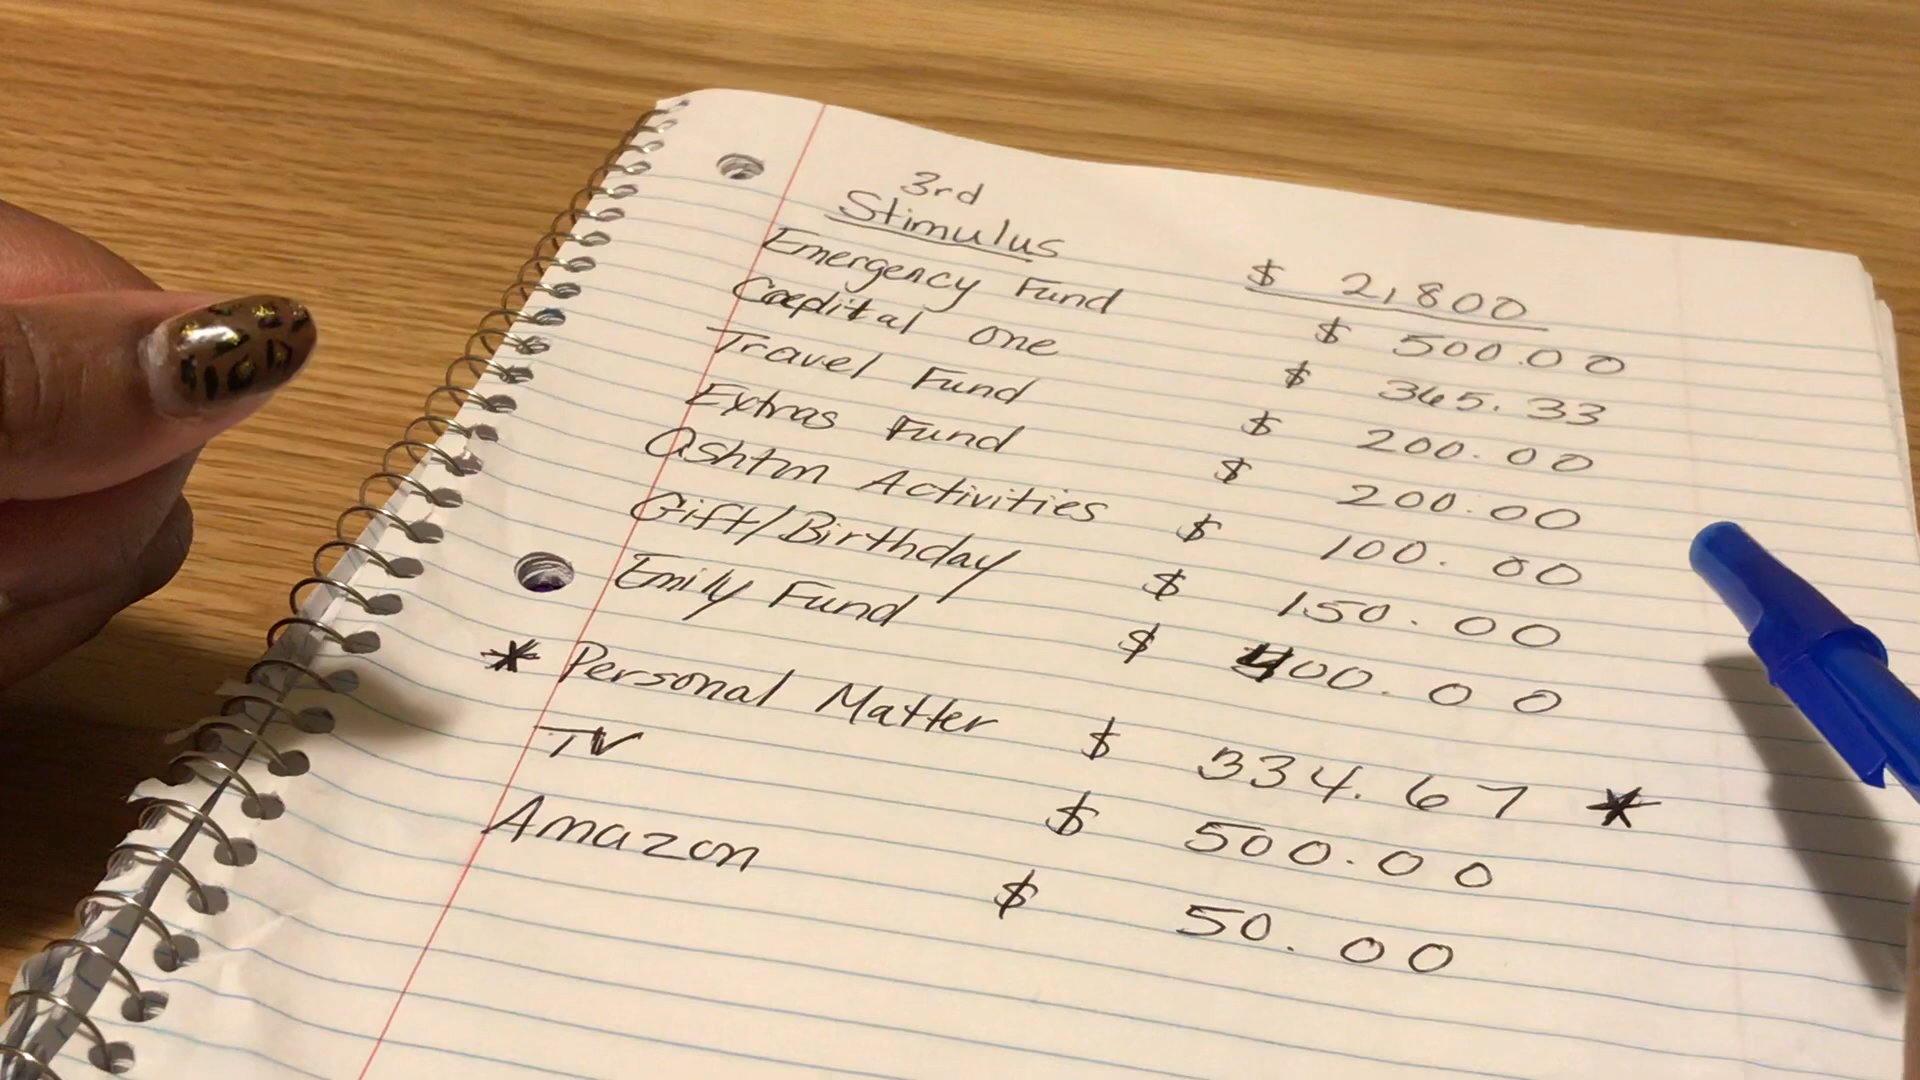 3rd
Stimulus $ 2,800
Emergency Fund $ 500.00
Capital one $ 365.33
Travel Fund $ 200.00
Extras Fund $ 200.00
Ashton Activities $ 100.00
Gift/Birthday $ 150.00
Emily Fund $ 400.00
* Personal Matter $ 334.67 *
TV $ 500.00
Amazon $ 50.00